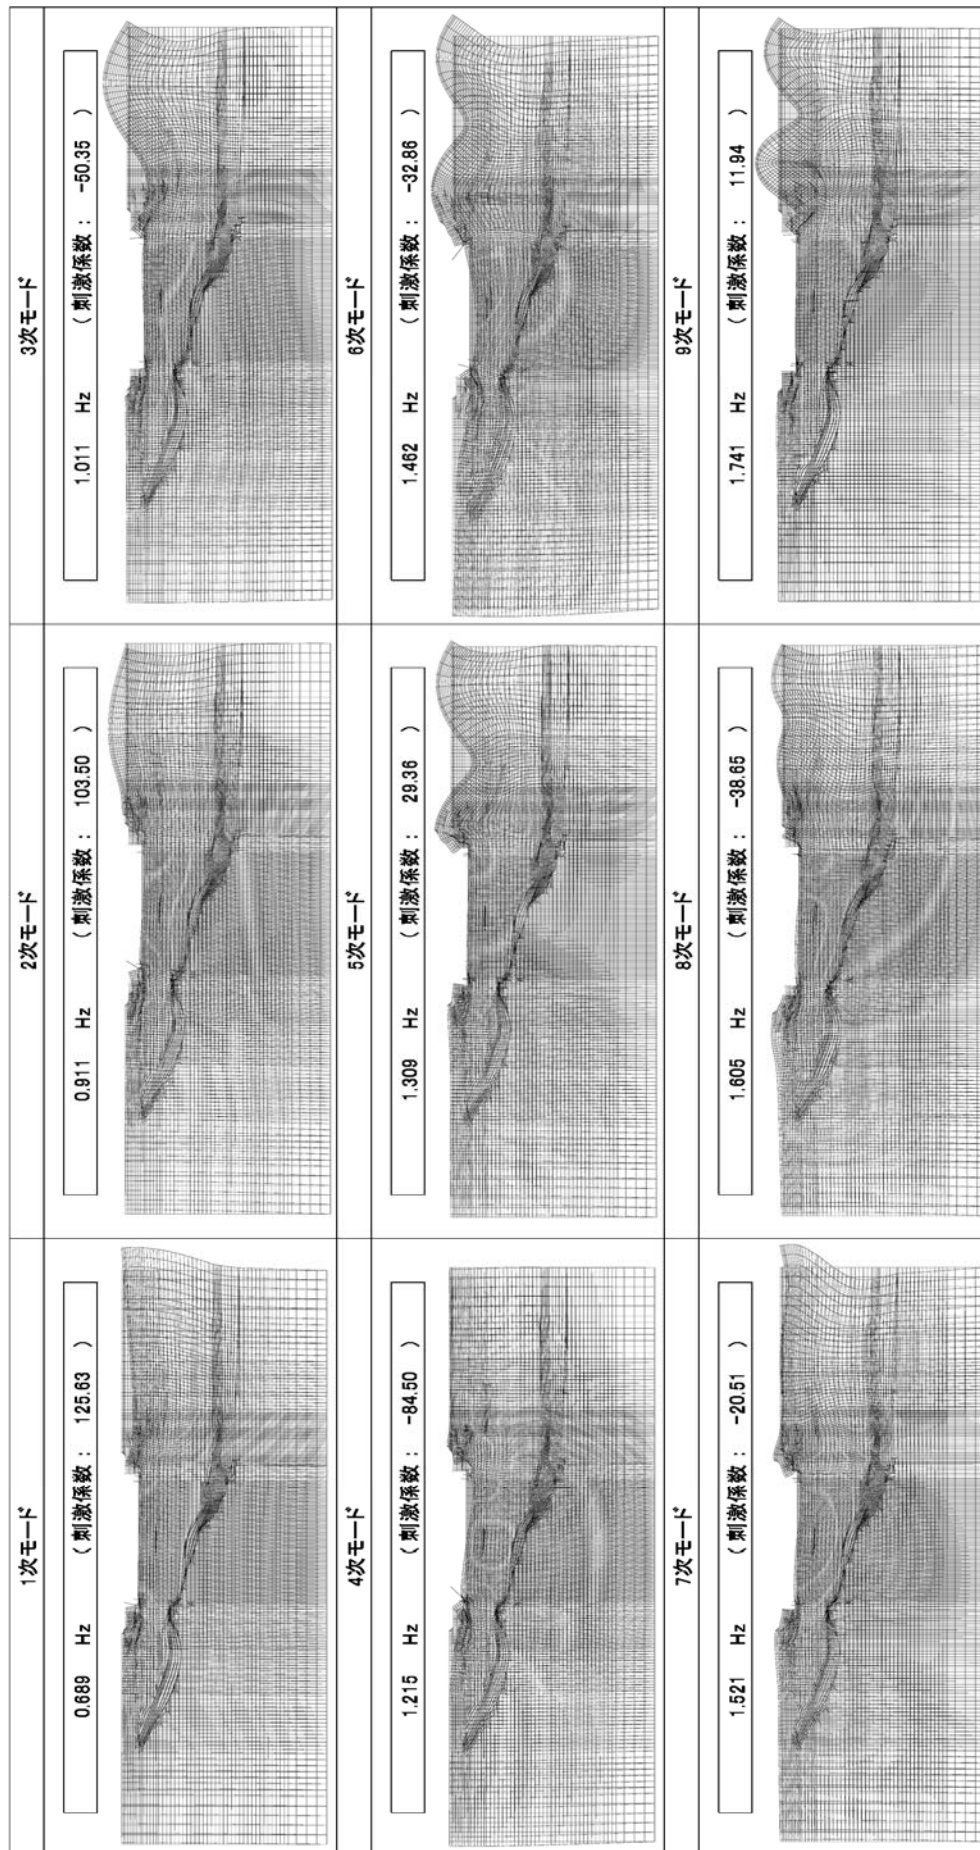 1次モード
0.689 Hz (刺激係数: 125.63 )
2次モード
0.911 Hz (刺激係数: 103.50 )
3次モード
1.011 Hz (刺激係数: -50.35 )
4次モード
1.215 Hz (刺激係数: -84.50 )
5次モード
1.309 Hz (刺激係数: 29.36 )
6次モード
1.462 Hz (刺激係数: -32.86 )
7次モード
1.521 Hz (刺激係数: -20.51 )
8次モード
1.605 Hz (刺激係数: -38.65 )
9次モード
1.741 Hz (刺激係数: 11.94 )